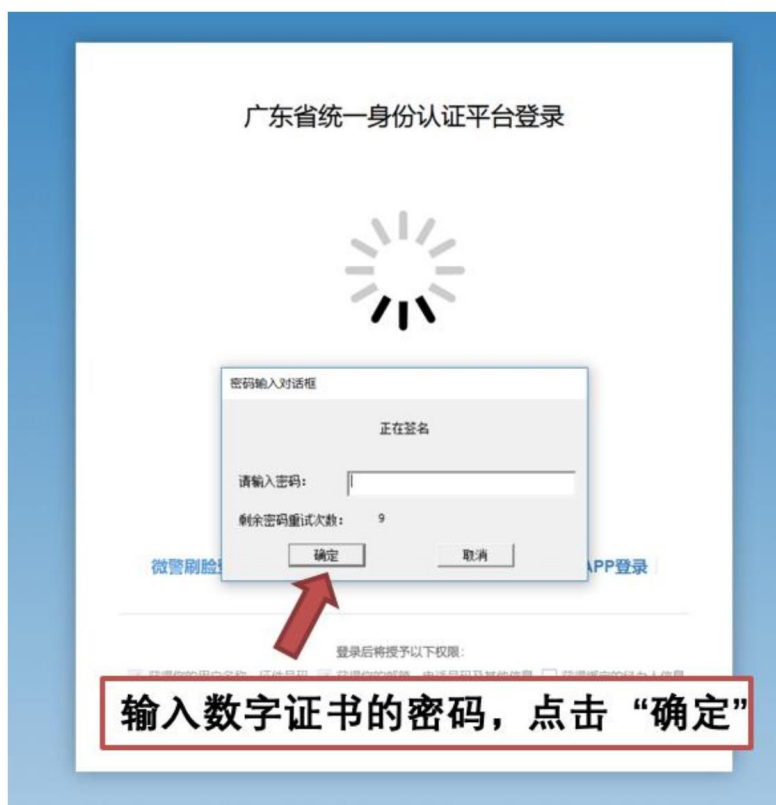 广东省统一身份认证平台登录
密码输入对话框
正在签名
请输入密码：
剩余密码重试次数： 9
确定 取消
微警刷脸 APP登录
登录后将授予以下权限：
输入数字证书的密码，点击“确定”